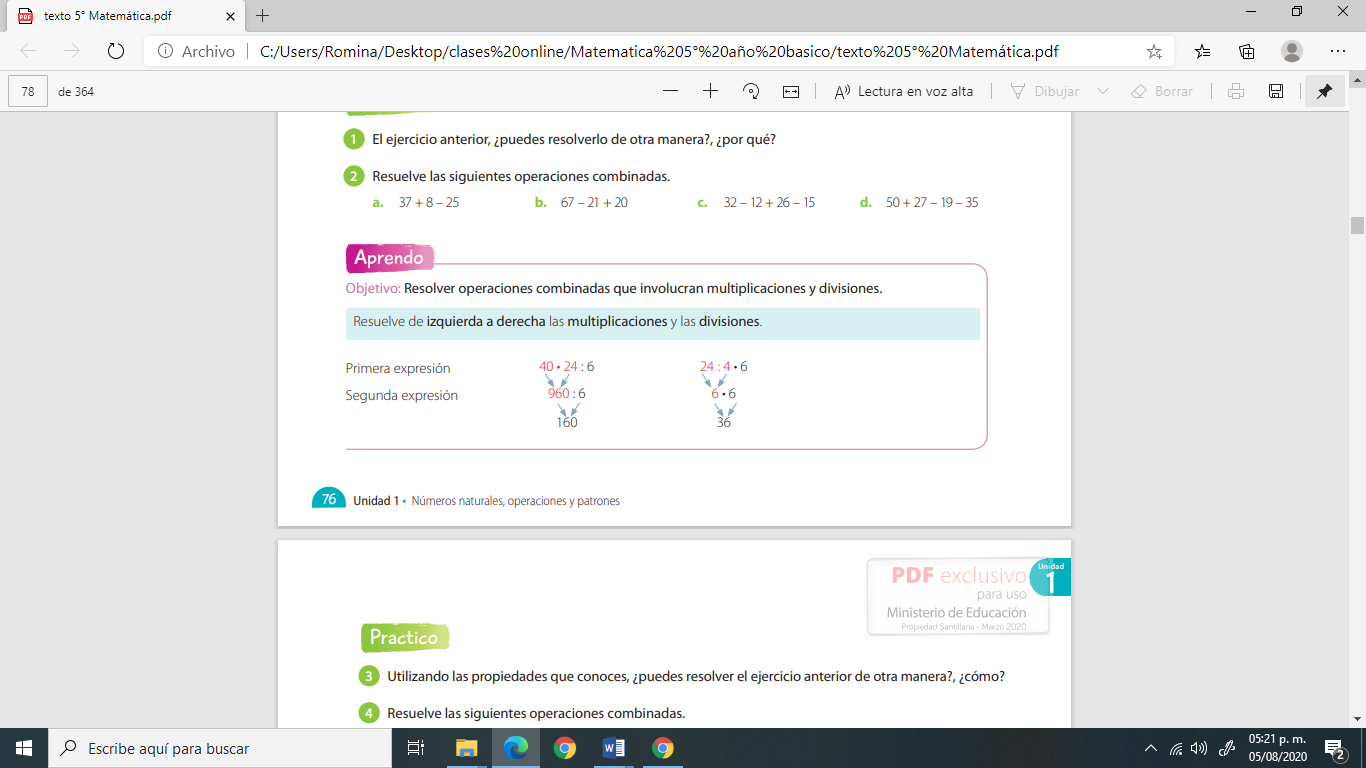 texto 5° Matemática.pdf
Archivo C:/Users/Romina/Desktop/clases%20online/Matematica%205°%20año%20basico/texto%205°%20Matemática.pdf
78 de 364 Lectura en voz alta Dibujar Borrar
1 El ejercicio anterior, ¿puedes resolverlo de otra manera?, ¿por qué?
2 Resuelve las siguientes operaciones combinadas.
a. 37 + 8 – 25 b. 67 – 21 + 20 c. 32 – 12 + 26 – 15 d. 50 + 27 – 19 – 35
Aprendo
Objetivo: Resolver operaciones combinadas que involucran multiplicaciones y divisiones.
Resuelve de izquierda a derecha las multiplicaciones y las divisiones.
Primera expresión 40 • 24 : 6 24 : 4 • 6
Segunda expresión 960 : 6 6 • 6
160 36
76 Unidad 1 • Números naturales, operaciones y patrones
Unidad
1
PDF exclusivo
para uso
Ministerio de Educación
Propiedad Santillana - Marzo 2020
Practico
3 Utilizando las propiedades que conoces, ¿puedes resolver el ejercicio anterior de otra manera?, ¿cómo?
4 Resuelve las siguientes operaciones combinadas.
Escribe aquí para buscar
05:21 p. m.
05/08/2020
2